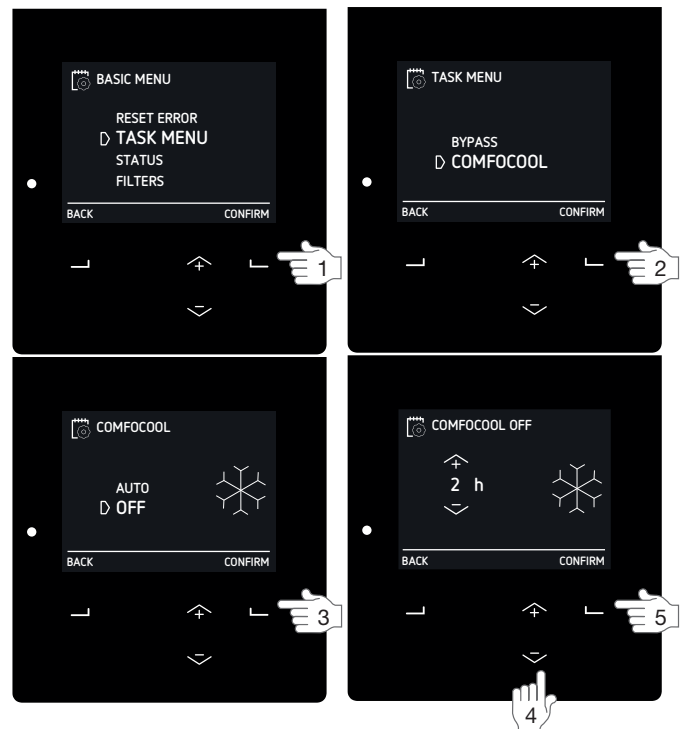 BASIC MENU
RESET ERROR
TASK MENU
STATUS
FILTERS
BACK CONFIRM
1
TASK MENU
BYPASS
COMFOCOOL
BACK CONFIRM
2
COMFOCOOL
AUTO
OFF
BACK CONFIRM
3
COMFOCOOL OFF
2 h
BACK CONFIRM
5
4